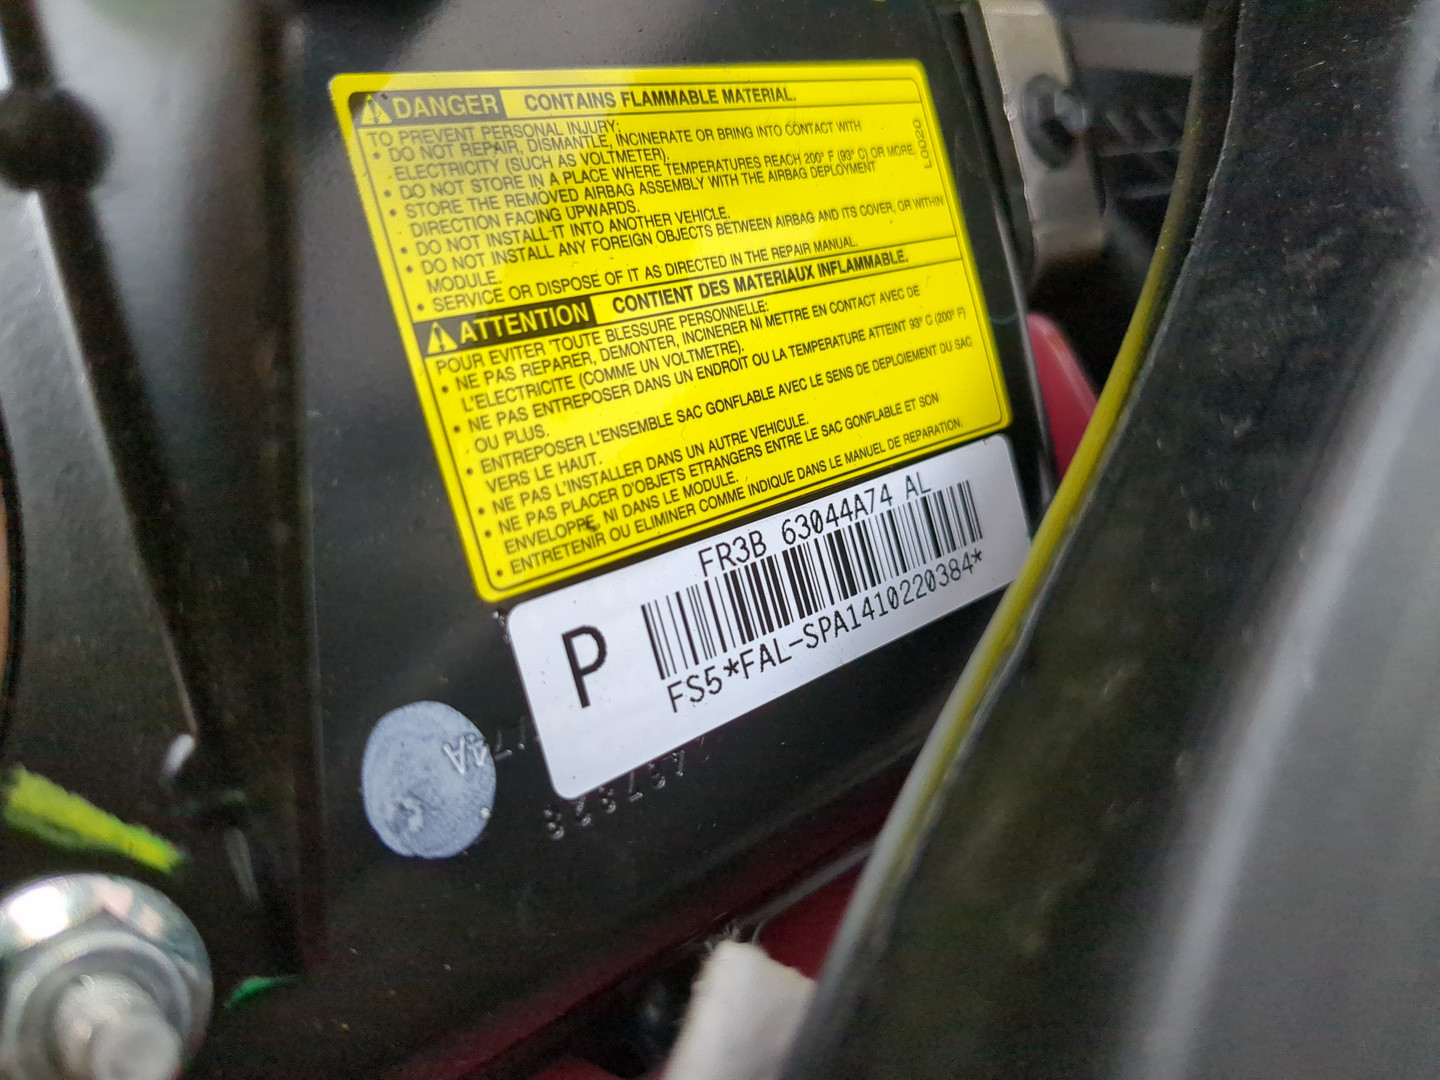 DANGER CONTAINS FLAMMABLE MATERIAL.
TO PREVENT PERSONAL INJURY:
• DO NOT REPAIR, DISMANTLE, INCINERATE OR BRING INTO CONTACT WITH
ELECTRICITY (SUCH AS VOLTMETER).
• DO NOT STORE IN A PLACE WHERE TEMPERATURES REACH 200° F (93° C) OR MORE.
• STORE THE REMOVED AIRBAG ASSEMBLY WITH THE AIRBAG DEPLOYMENT
DIRECTION FACING UPWARDS.
• DO NOT INSTALL IT INTO ANOTHER VEHICLE.
• DO NOT INSTALL ANY FOREIGN OBJECTS BETWEEN AIRBAG AND ITS COVER, OR WITHIN
MODULE.
• SERVICE OR DISPOSE OF IT AS DIRECTED IN THE REPAIR MANUAL.
L0020
ATTENTION CONTIENT DES MATERIAUX INFLAMMABLE.
POUR EVITER TOUTE BLESSURE PERSONNELLE:
• NE PAS REPARER, DEMONTER, INCINERER NI METTRE EN CONTACT AVEC DE
L'ELECTRICITE (COMME UN VOLTMETRE).
• NE PAS ENTREPOSER DANS UN ENDROIT OU LA TEMPERATURE ATTEINT 93° C (200° F)
OU PLUS.
• ENTREPOSER L'ENSEMBLE SAC GONFLABLE AVEC LE SENS DE DEPLOIEMENT DU SAC
VERS LE HAUT.
• NE PAS L'INSTALLER DANS UN AUTRE VEHICULE.
• NE PAS PLACER D'OBJETS ETRANGERS ENTRE LE SAC GONFLABLE ET SON
ENVELOPPE, NI DANS LE MODULE.
• ENTRETENIR OU ELIMINER COMME INDIQUE DANS LE MANUEL DE REPARATION.
FR3B 63044A74 AL
P
FS5*FAL-SPA1410220384*